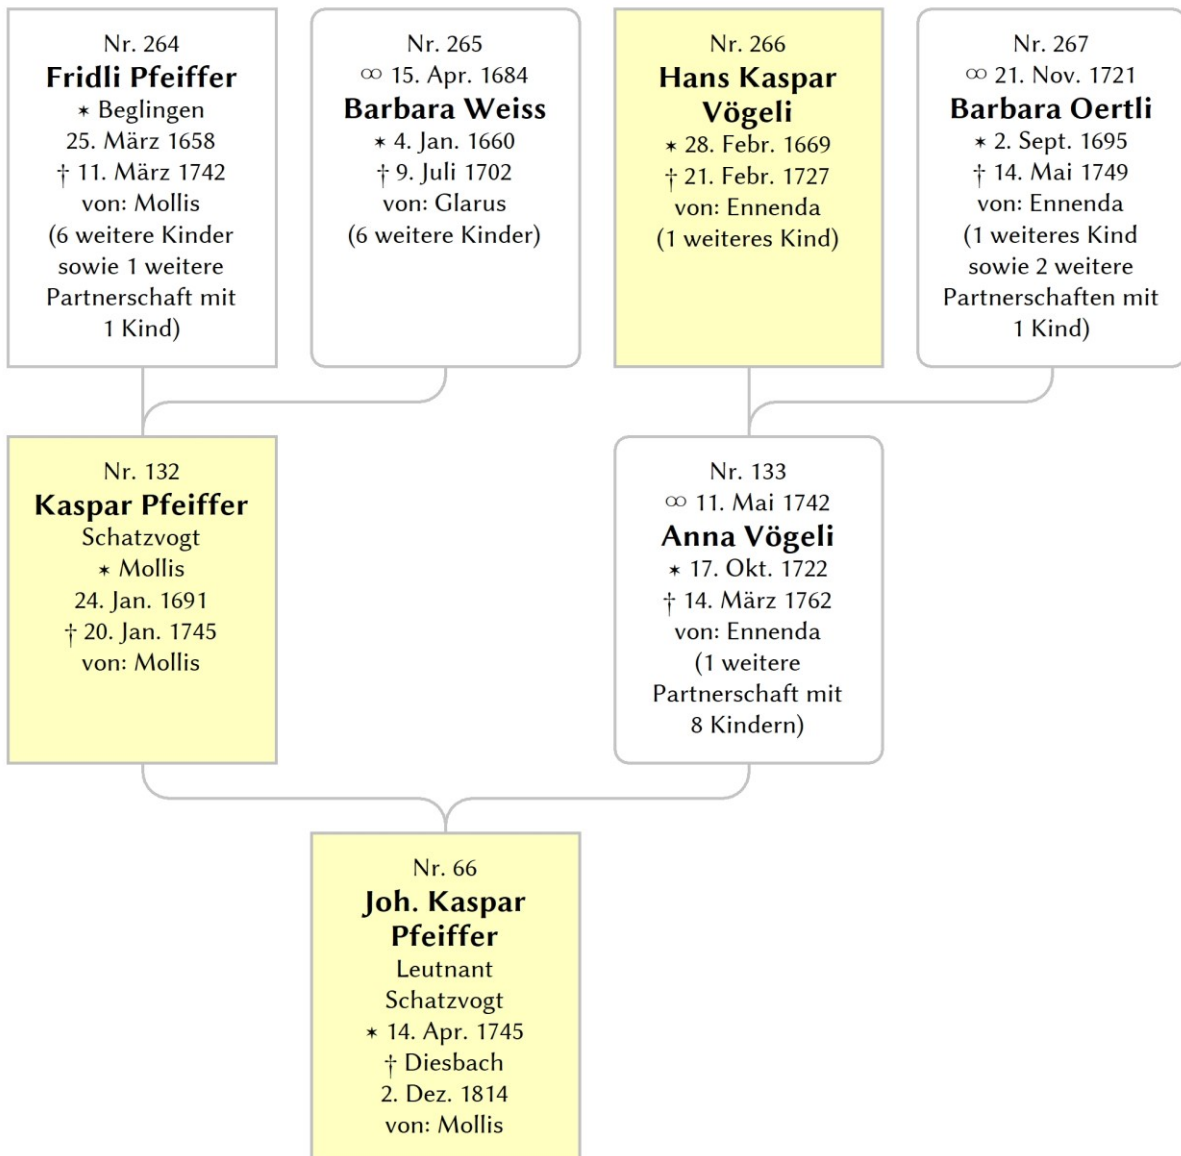 Nr. 264
Fridli Pfeiffer
* Beglingen
25. März 1658
† 11. März 1742
von: Mollis
(6 weitere Kinder
sowie 1 weitere
Partnerschaft mit
1 Kind)
Nr. 265
∞ 15. Apr. 1684
Barbara Weiss
* 4. Jan. 1660
† 9. Juli 1702
von: Glarus
(6 weitere Kinder)
Nr. 266
Hans Kaspar
Vögeli
* 28. Febr. 1669
† 21. Febr. 1727
von: Ennenda
(1 weiteres Kind)
Nr. 267
∞ 21. Nov. 1721
Barbara Oertli
* 2. Sept. 1695
† 14. Mai 1749
von: Ennenda
(1 weiteres Kind
sowie 2 weitere
Partnerschaften mit
1 Kind)
Nr. 132
Kaspar Pfeiffer
Schatzvogt
* Mollis
24. Jan. 1691
† 20. Jan. 1745
von: Mollis
Nr. 133
∞ 11. Mai 1742
Anna Vögeli
* 17. Okt. 1722
† 14. März 1762
von: Ennenda
(1 weitere
Partnerschaft mit
8 Kindern)
Nr. 66
Joh. Kaspar
Pfeiffer
Leutnant
Schatzvogt
* 14. Apr. 1745
† Diesbach
2. Dez. 1814
von: Mollis